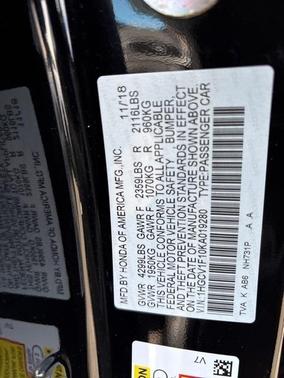 MFD. BY HONDA OF AMERICA MFG.,INC. 11/18
GVWR 4299LBS GAWR F 2359LBS R 2116LBS
GVWR 1950KG GAWR F 1070KG R 960KG
THIS VEHICLE CONFORMS TO ALL APPLICABLE
FEDERAL MOTOR VEHICLE SAFETY, BUMPER,
AND THEFT PREVENTION STANDARDS IN EFFECT
ON THE DATE OF MANUFACTURE SHOWN ABOVE.
V.I.N.:1HGCV1F10KA019280 TYPE:PASSENGER CAR
TVA K AB6 NH731P A A
V7